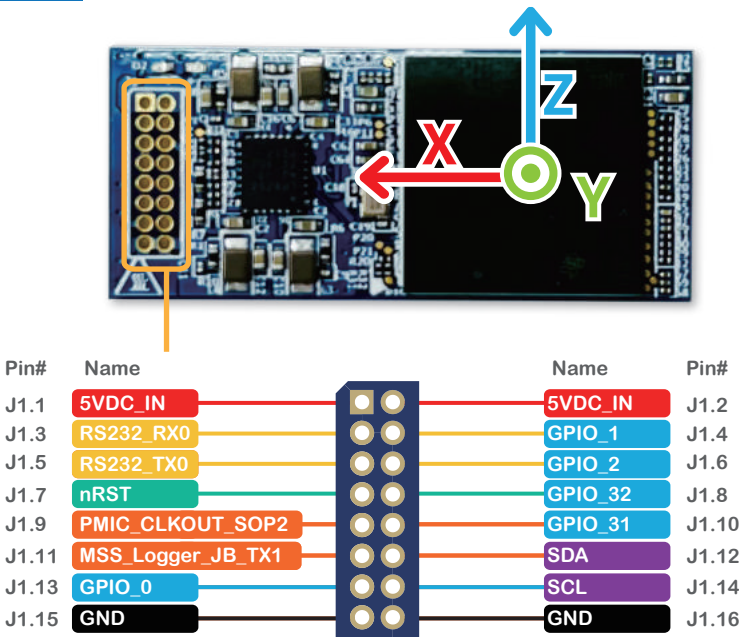 X
Z
Y
Pin# Name Name Pin#
J1.1 5VDC_IN 5VDC_IN J1.2
J1.3 RS232_RX0 GPIO_1 J1.4
J1.5 RS232_TX0 GPIO_2 J1.6
J1.7 nRST GPIO_32 J1.8
J1.9 PMIC_CLKOUT_SOP2 GPIO_31 J1.10
J1.11 MSS_Logger_JB_TX1 SDA J1.12
J1.13 GPIO_0 SCL J1.14
J1.15 GND GND J1.16